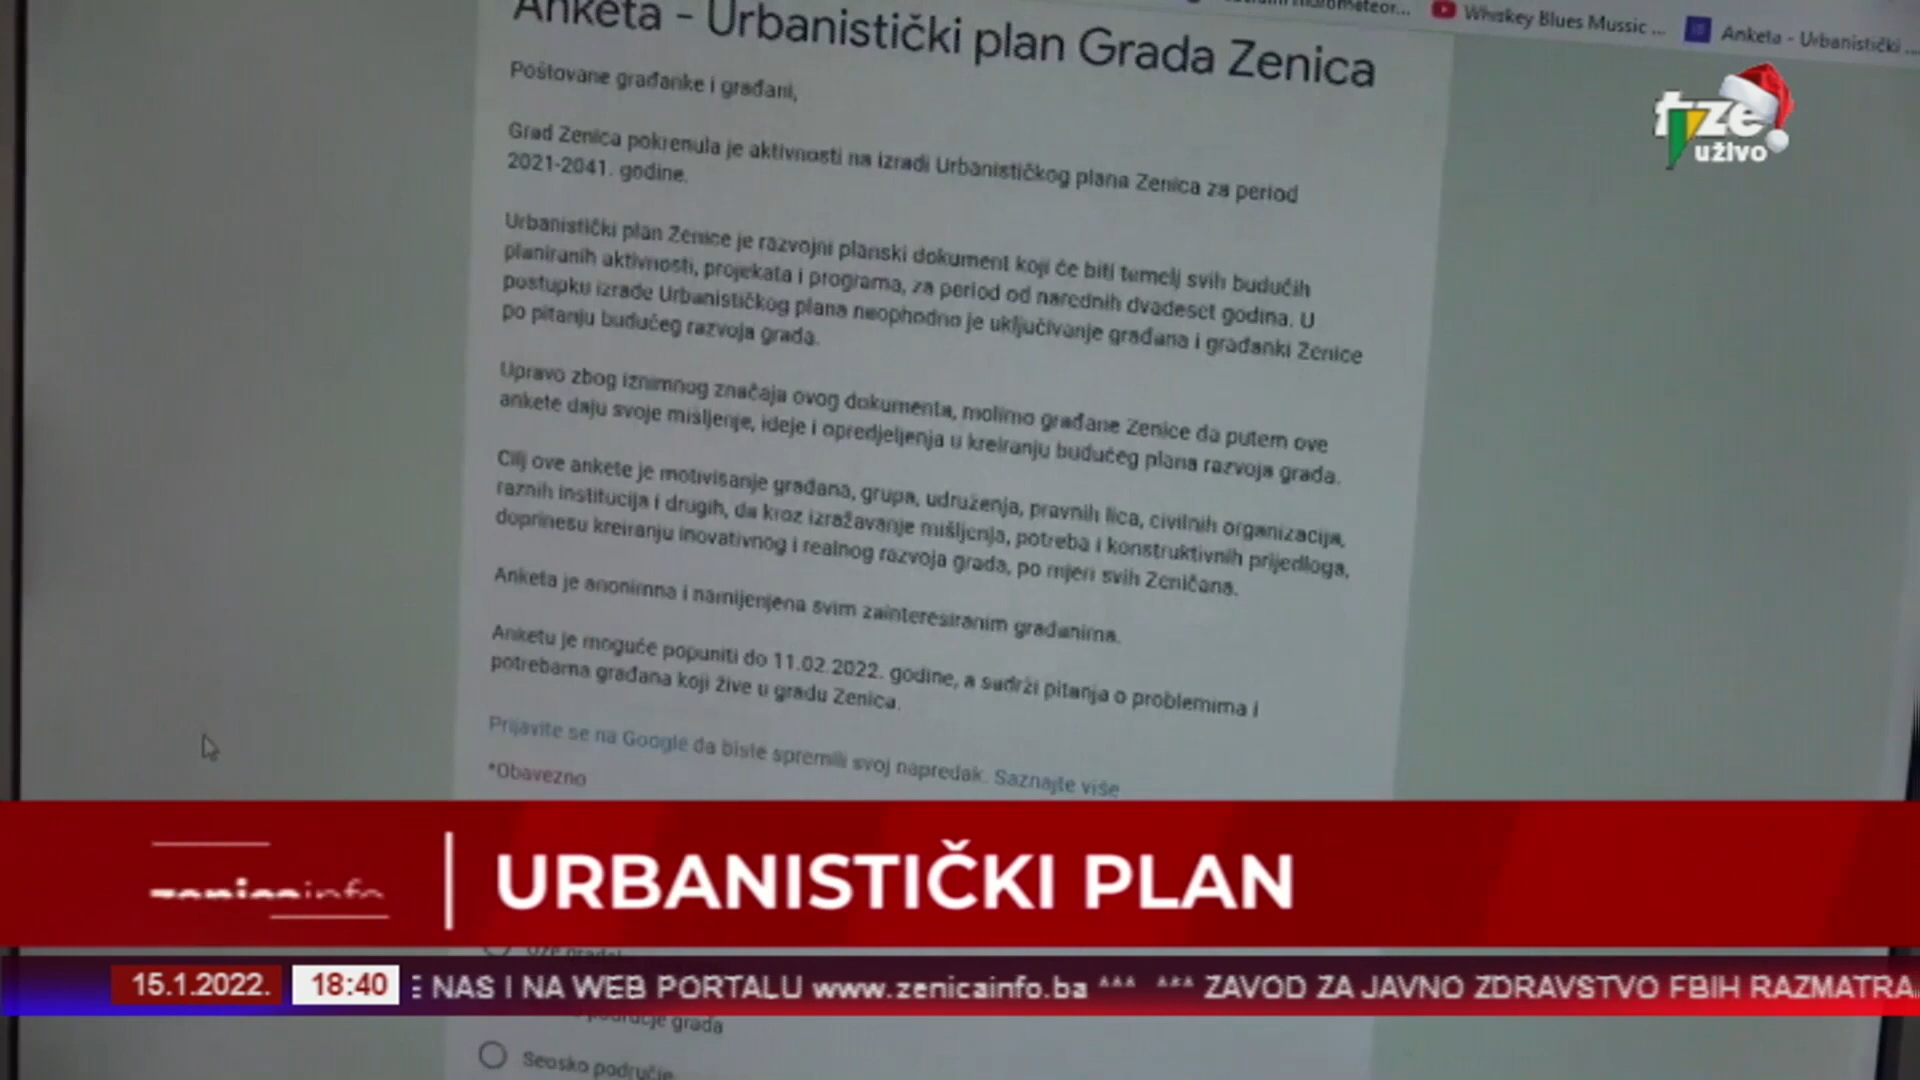 Whiskey Blues Mussic ...
Anketa - Urbanistički ...
Anketa - Urbanistički plan Grada Zenica
Poštovane građanke i građani,
Grad Zenica pokrenula je aktivnosti na izradi Urbanističkog plana Zenica za period
2021-2041. godine.
Urbanistički plan Zenice je razvojni planski dokument koji će biti temelj svih budućih
planiranih aktivnosti, projekata i programa, za period od narednih dvadeset godina. U
postupku izrade Urbanističkog plana neophodno je uključivanje građana i građanki Zenice
po pitanju budućeg razvoja grada.
Upravo zbog iznimnog značaja ovog dokumenta, molimo građane Zenice da putem ove
ankete daju svoje mišljenje, ideje i opredjeljenja u kreiranju budućeg plana razvoja grada.
Cilj ove ankete je motivisanje građana, grupa, udruženja, pravnih lica, civilnih organizacija,
raznih institucija i drugih, da kroz izražavanje mišljenja, potreba i konstruktivnih prijedloga,
doprinesu kreiranju inovativnog i realnog razvoja grada, po mjeri svih Zeničana.
Anketa je anonimna i namijenjena svim zainteresiranim građanima.
Anketu je moguće popuniti do 11.02.2022. godine, a sadrži pitanja o problemima i
potrebama građana koji žive u gradu Zenica.
Prijavite se na Google da biste spremili svoj napredak. Saznajte više
*Obavezno
rtvze
uživo
zenicainfo
URBANISTIČKI PLAN
15.1.2022. 18:40 E NAS I NA WEB PORTALU www.zenicainfo.ba *** *** ZAVOD ZA JAVNO ZDRAVSTVO FBIH RAZMATRA
područje grada
Seosko područje